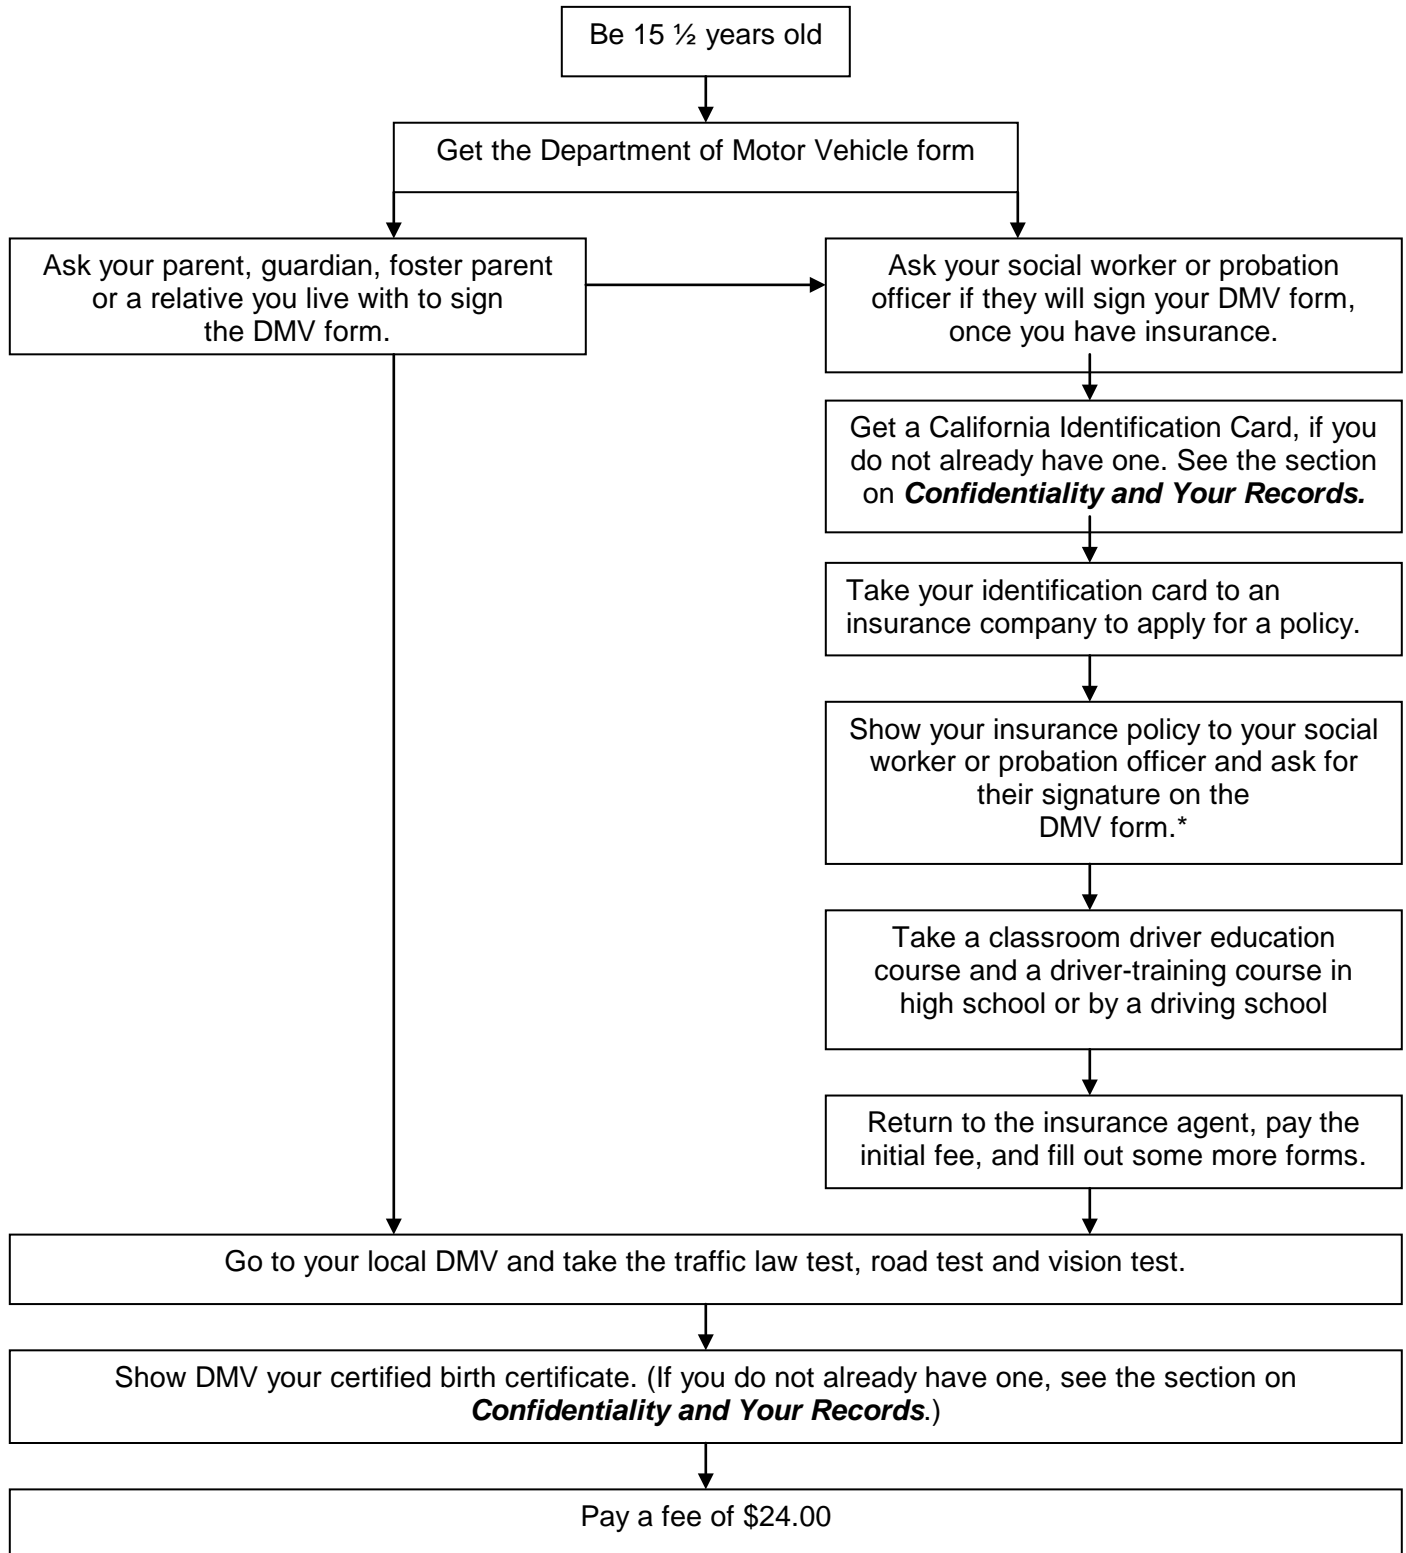 Be 15 ½ years old
Get the Department of Motor Vehicle form
Ask your parent, guardian, foster parent
or a relative you live with to sign
the DMV form.
Ask your social worker or probation
officer if they will sign your DMV form,
once you have insurance.
Get a California Identification Card, if you
do not already have one. See the section
on Confidentiality and Your Records.
Take your identification card to an
insurance company to apply for a policy.
Show your insurance policy to your social
worker or probation officer and ask for
their signature on the
DMV form.*
Take a classroom driver education
course and a driver-training course in
high school or by a driving school
Return to the insurance agent, pay the
initial fee, and fill out some more forms.
Go to your local DMV and take the traffic law test, road test and vision test.
Show DMV your certified birth certificate. (If you do not already have one, see the section on
Confidentiality and Your Records.)
Pay a fee of $24.00